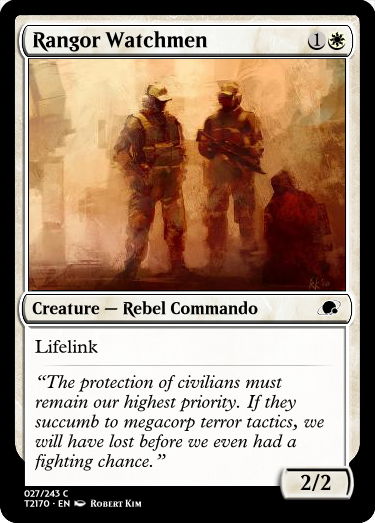 Rangor Watchmen 1
Creature — Rebel Commando
Lifelink
“The protection of civilians must
remain our highest priority. If they
succumb to megacorp terror tactics, we
will have lost before we even had a
fighting chance.”
2/2
027/243 C
T2170 · EN Robert Kim